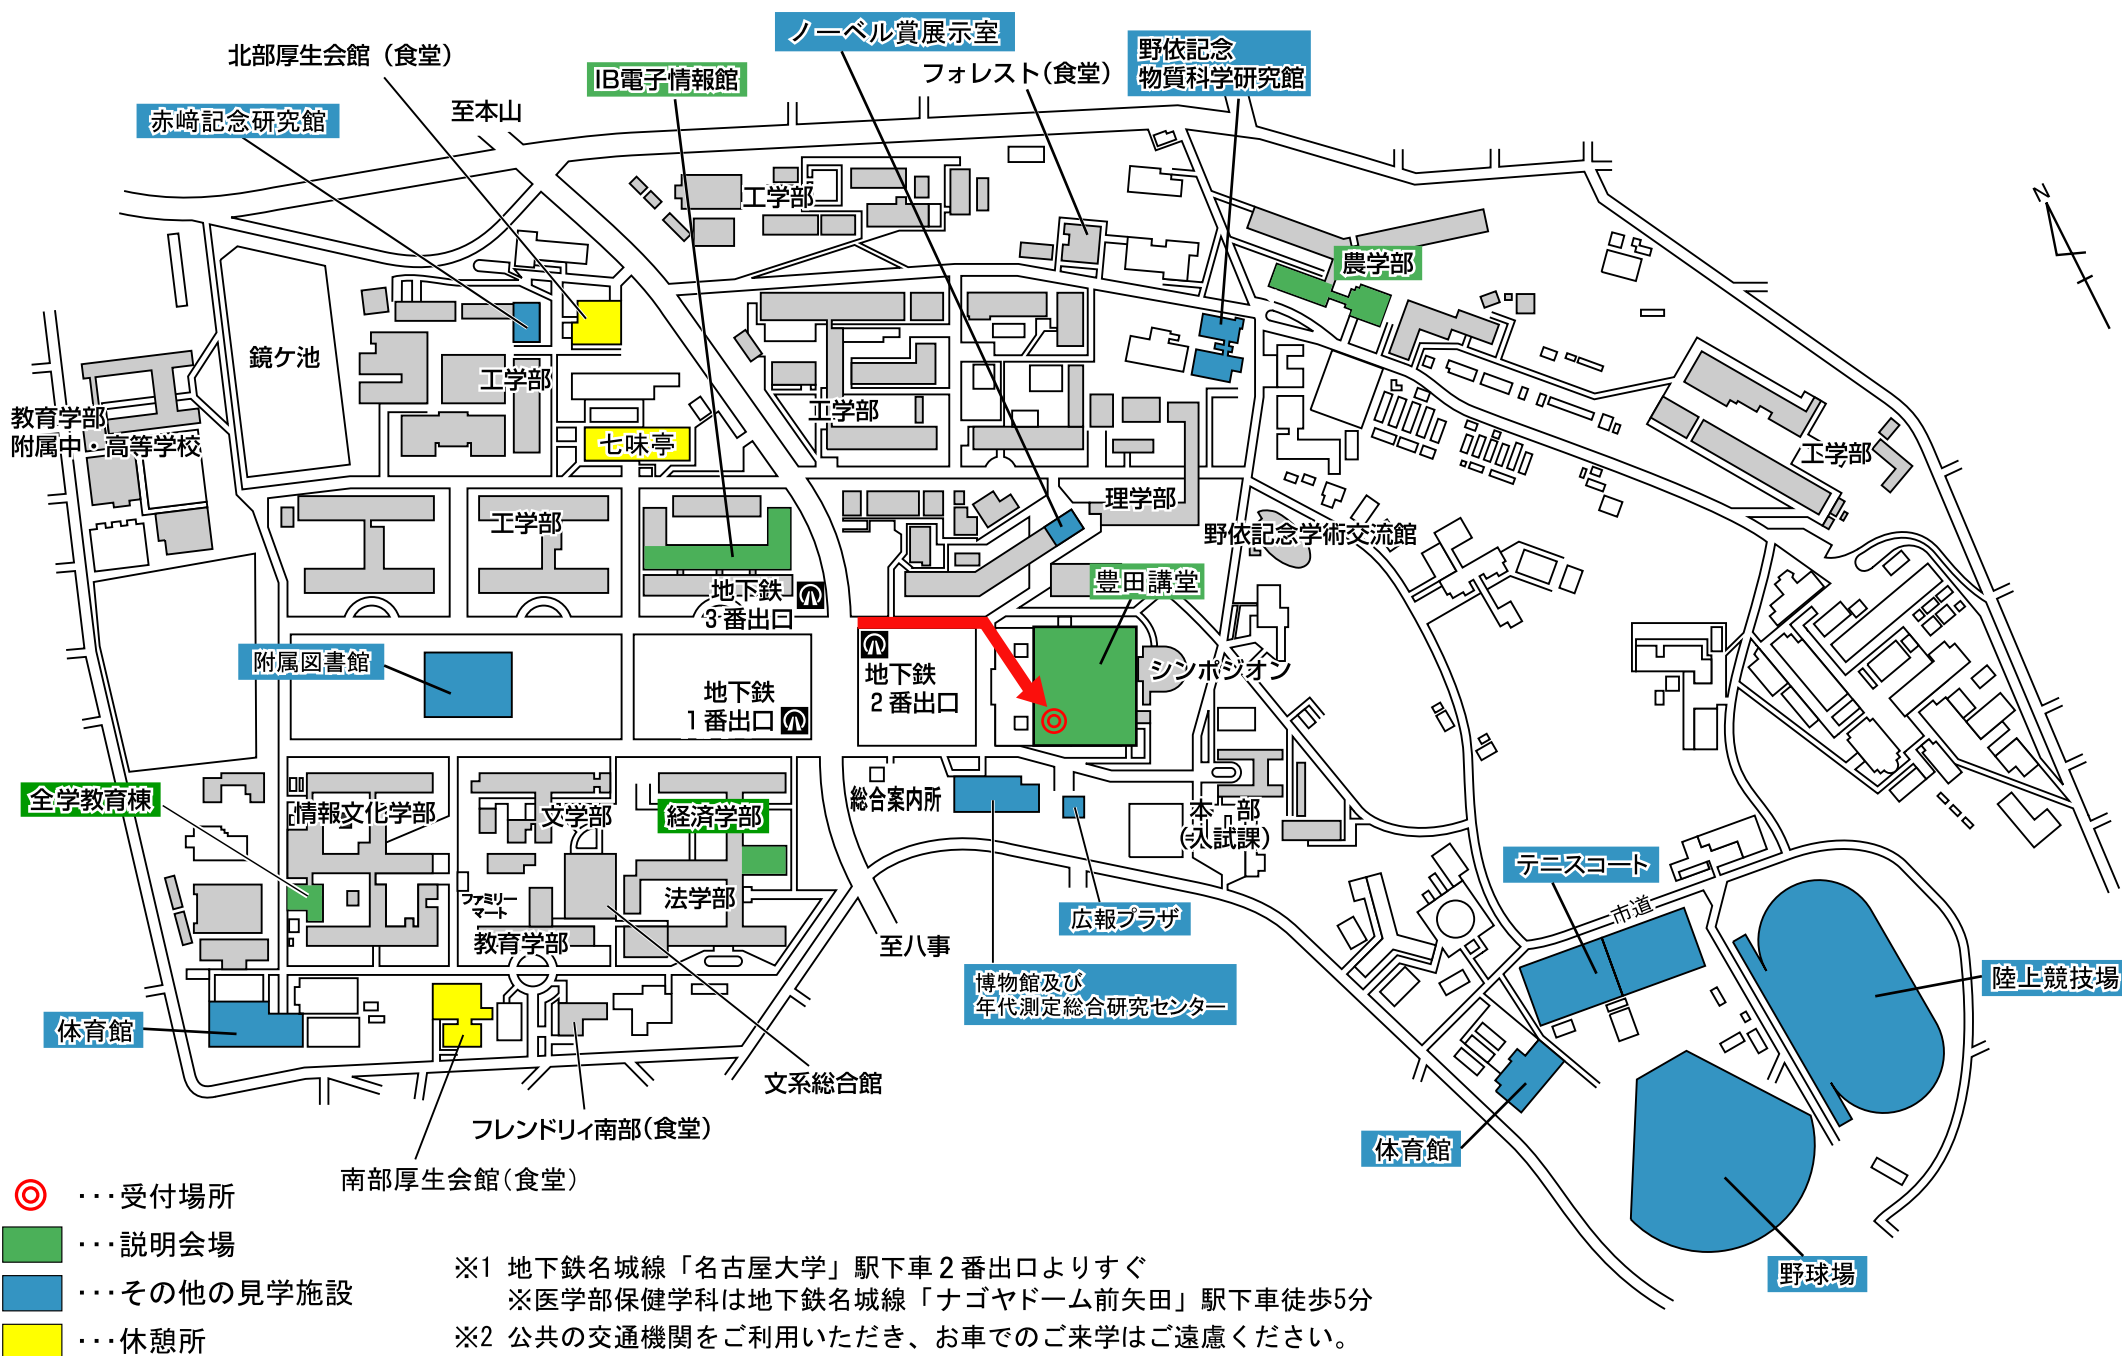 ノーベル賞展示室
野依記念
物質科学研究館
北部厚生会館（食堂）
IB電子情報館
フォレスト（食堂）
赤﨑記念研究館
至本山
工学部
N
農学部
鏡ケ池
工学部
教育学部
附属中・高等学校
七味亭
工学部
工学部
工学部
理学部
野依記念学術交流館
地下鉄
3番出口
豊田講堂
附属図書館
地下鉄
1番出口
地下鉄
2番出口
シンポジオン
全学教育棟
情報文化学部
文学部
経済学部
総合案内所
本　部
（入試課）
ファミリー
マート
法学部
教育学部
至八事
広報プラザ
テニスコート
市道
博物館及び
年代測定総合研究センター
陸上競技場
体育館
文系総合館
フレンドリィ南部（食堂）
南部厚生会館（食堂）
体育館
野球場
◎ ･･･受付場所
･･･説明会場
･･･その他の見学施設
･･･休憩所
※1 地下鉄名城線「名古屋大学」駅下車２番出口よりすぐ
※医学部保健学科は地下鉄名城線「ナゴヤドーム前矢田」駅下車徒歩5分
※2 公共の交通機関をご利用いただき、お車でのご来学はご遠慮ください。